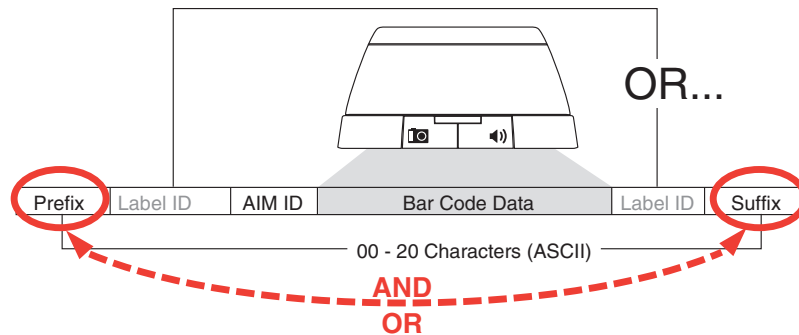 OR...
Prefix Label ID AIM ID Bar Code Data Label ID Suffix
00 - 20 Characters (ASCII)
AND
OR